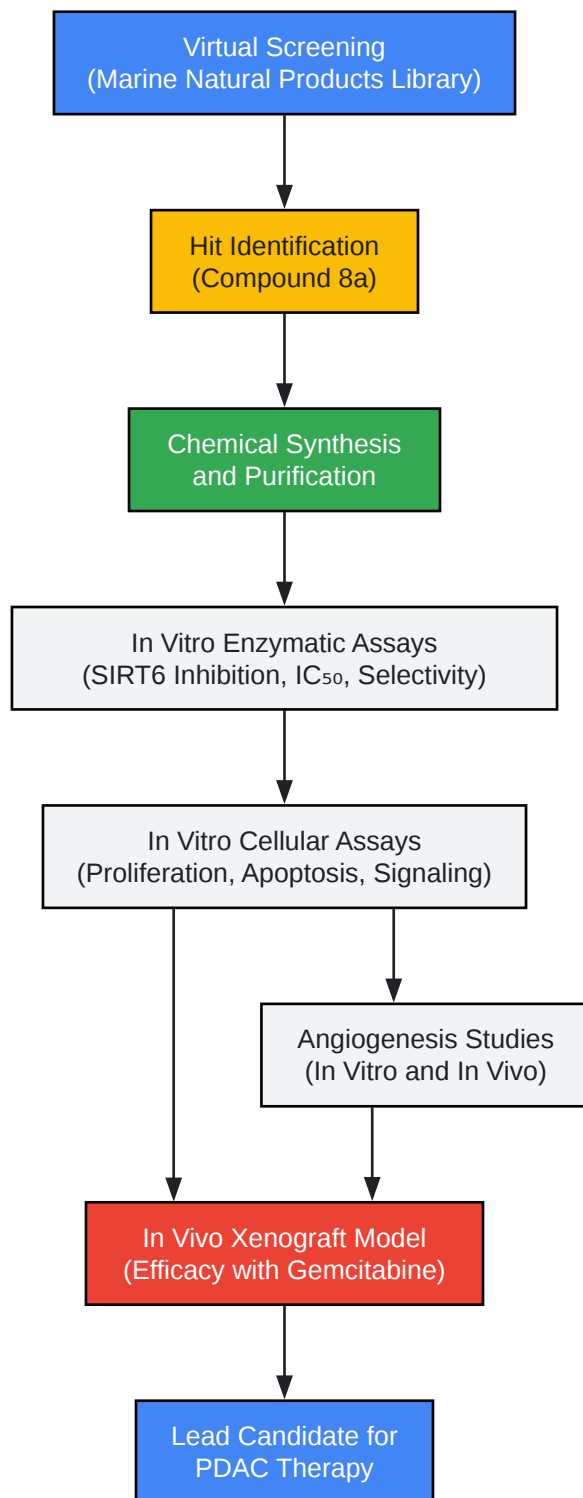 Virtual Screening
(Marine Natural Products Library)
Hit Identification
(Compound 8a)
Chemical Synthesis
and Purification
In Vitro Enzymatic Assays
(SIRT6 Inhibition, IC₅₀, Selectivity)
In Vitro Cellular Assays
(Proliferation, Apoptosis, Signaling)
Angiogenesis Studies
(In Vitro and In Vivo)
In Vivo Xenograft Model
(Efficacy with Gemcitabine)
Lead Candidate for
PDAC Therapy